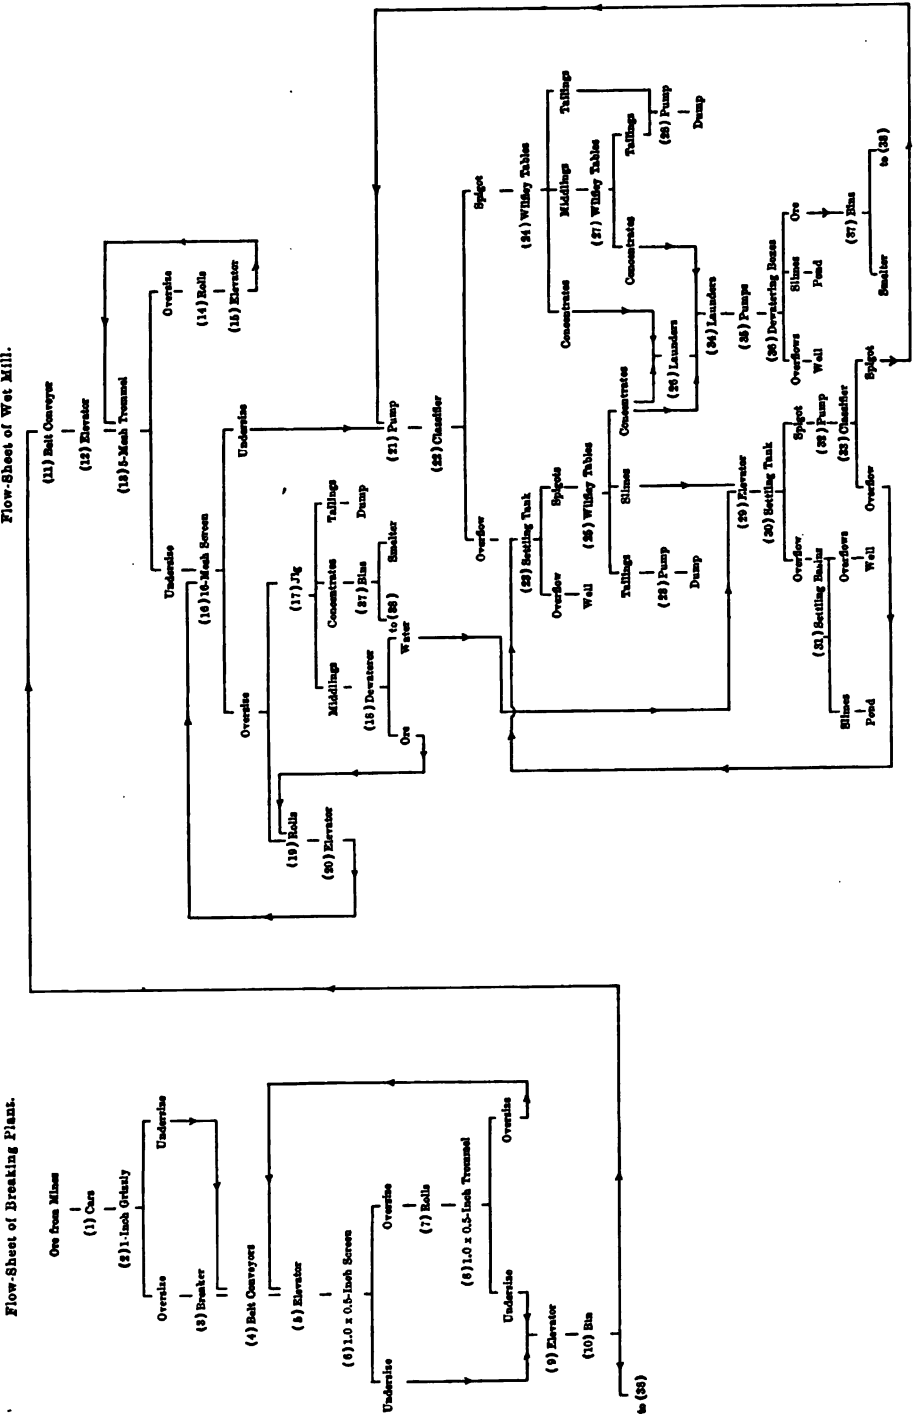 Flow-Sheet of Breaking Plant.
Ore from Mines
(1) Cars
(2) 1-Inch Grizzly
Oversize
Undersize
(3) Breaker
(4) Belt Conveyors
(5) Elevator
(6) 1.0 x 0.5-Inch Screen
Undersize
Oversize
(7) Rolls
(8) 1.0 x 0.5-Inch Trommel
Undersize
Oversize
(9) Elevator
(10) Bin
to (38)
Flow-Sheet of Wet Mill.
(11) Belt Conveyor
(12) Elevator
(13) 5-Mesh Trommel
Undersize
Oversize
(14) Rolls
(15) Elevator
(16) 16-Mesh Screen
Oversize
Undersize
(17) Jig
Middlings
Concentrates
Tailings
Dump
(18) Dewaterer
(37) Bins
to (38)
Smelter
Ore
Water
(19) Rolls
(20) Elevator
(21) Pump
(22) Classifier
Overflow
Spigot
(23) Settling Tank
(24) Wilfley Tables
Overflow
Spigots
Well
Concentrates
Middlings
Tailings
(25) Wilfley Tables
(27) Wilfley Tables
Tailings
Slimes
Concentrates
Concentrates
Tailings
(28) Pump
Dump
(28) Pump
Dump
(26) Launders
(34) Launders
(35) Pumps
(29) Elevator
(30) Settling Tank
(36) Dewatering Boxes
Overflow
Spigot
Overflows
Slimes
Ore
(31) Settling Basins
(32) Pump
Well
Pond
Slimes
Overflows
(33) Classifier
(37) Bins
Pond
Well
Overflow
Spigot
Smelter
to (38)